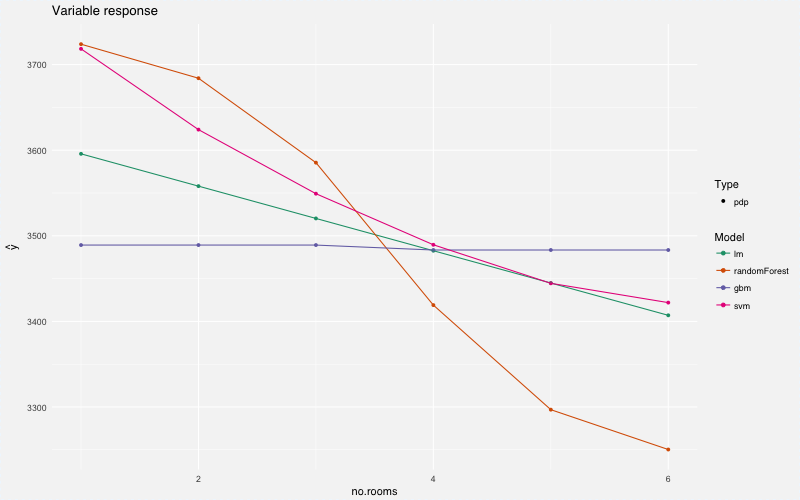 Variable response
3700
3600
3500
3400
3300
ŷ
2
4
6
no.rooms
Type
pdp
Model
lm
randomForest
gbm
svm